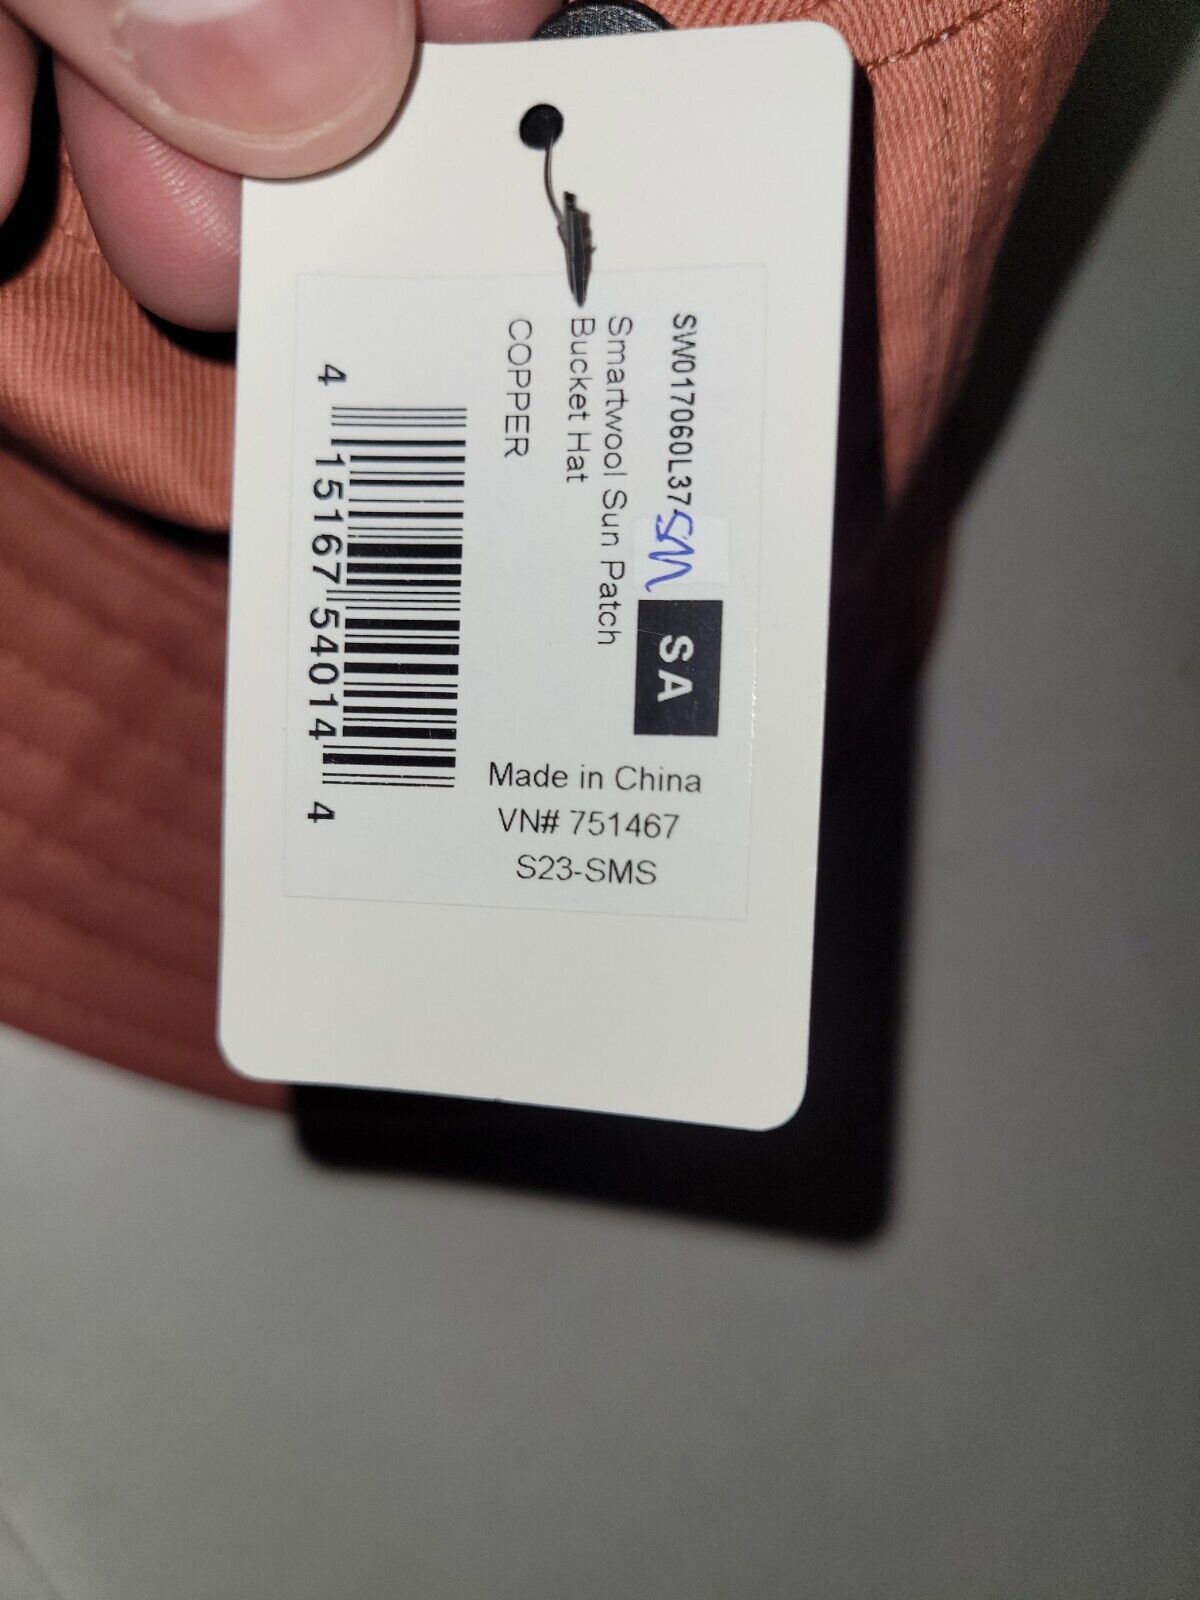 SW017060L37 SM SA
Smartwool Sun Patch
Bucket Hat
COPPER
4 15167 54014 4
Made in China
VN# 751467
S23-SMS